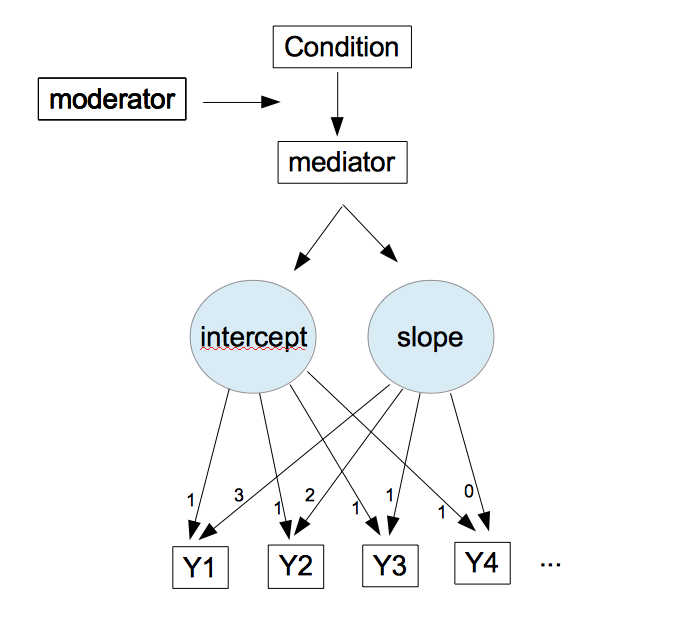 Condition
moderator
mediator
intercept
slope
1 3 1 2 1 1 1 0
Y1 Y2 Y3 Y4 ...